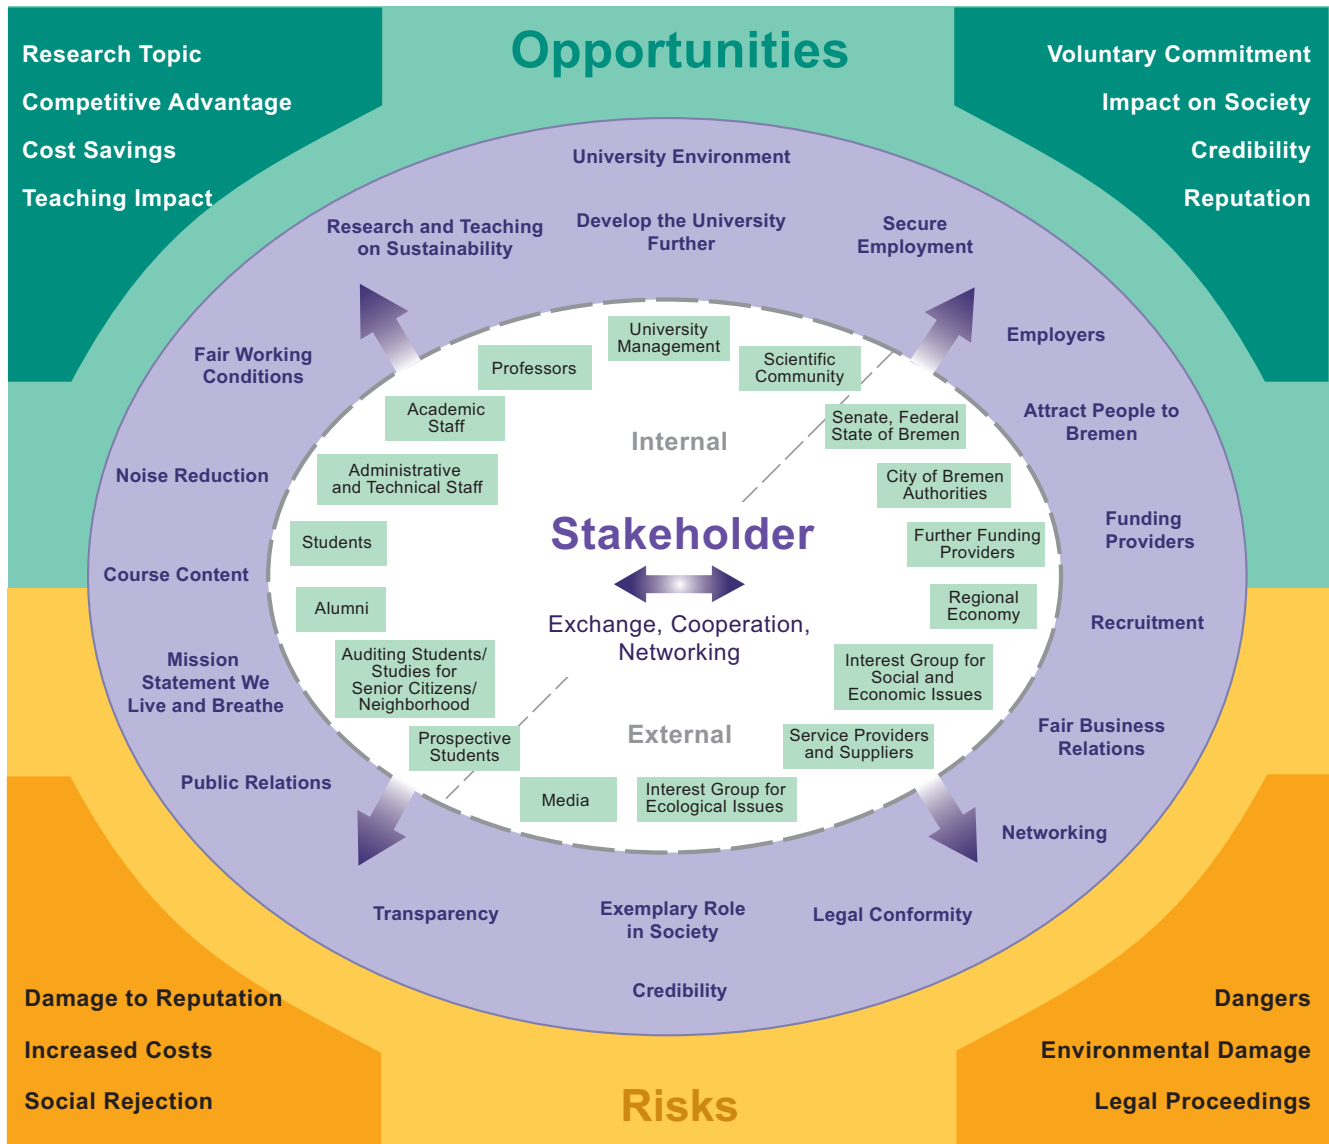 Opportunities
Research Topic
Competitive Advantage
Cost Savings
Teaching Impact
Voluntary Commitment
Impact on Society
Credibility
Reputation
University Environment
Research and Teaching
on Sustainability
Develop the University
Further
Secure
Employment
Fair Working
Conditions
Employers
Noise Reduction
Attract People to
Bremen
Course Content
Funding
Providers
Mission
Statement We
Live and Breathe
Recruitment
Public Relations
Fair Business
Relations
Networking
Transparency
Exemplary Role
in Society
Legal Conformity
Credibility
University
Management
Professors
Scientific
Community
Academic
Staff
Senate, Federal
State of Bremen
Internal
Administrative
and Technical Staff
City of Bremen
Authorities
Students
Stakeholder
Further Funding
Providers
Alumni
Exchange, Cooperation,
Networking
Regional
Economy
Auditing Students/
Studies for
Senior Citizens/
Neighborhood
Interest Group for
Social and
Economic Issues
Prospective
Students
External
Service Providers
and Suppliers
Media
Interest Group for
Ecological Issues
Damage to Reputation
Increased Costs
Social Rejection
Dangers
Environmental Damage
Legal Proceedings
Risks